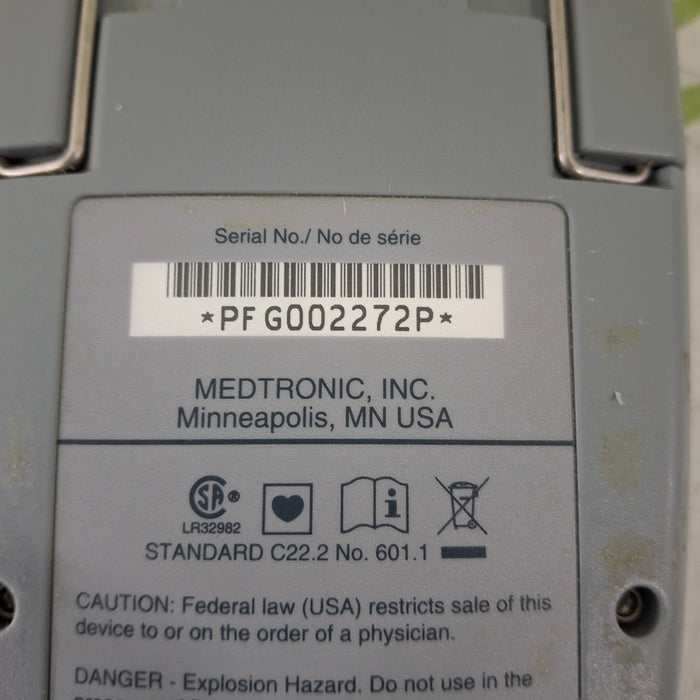 Serial No./ No de série
*PFG002272P*
MEDTRONIC, INC.
Minneapolis, MN USA
SA ®
LR32982
i
STANDARD C22.2 No. 601.1
CAUTION: Federal law (USA) restricts sale of this
device to or on the order of a physician.
DANGER - Explosion Hazard. Do not use in the